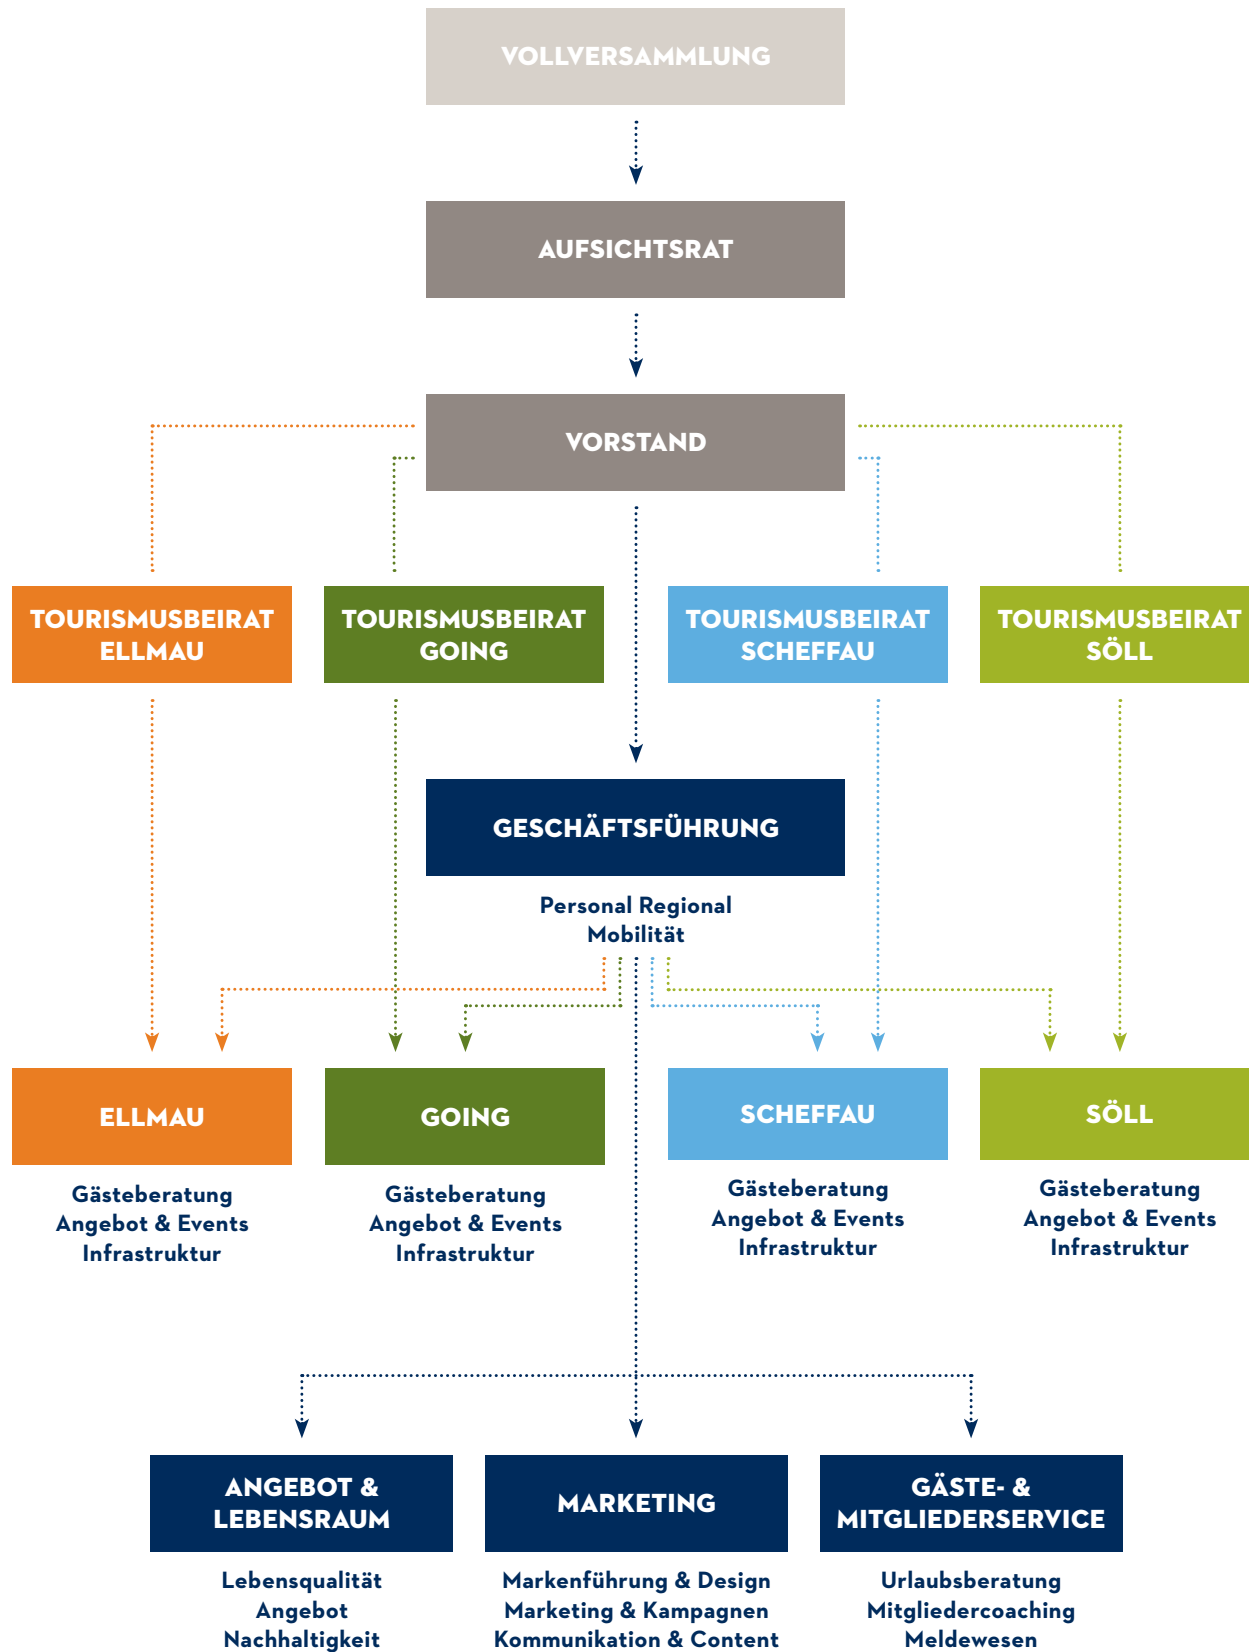 VOLLVERSAMMLUNG
AUFSICHTSRAT
VORSTAND
TOURISMUSBEIRAT
ELLMAU
TOURISMUSBEIRAT
GOING
TOURISMUSBEIRAT
SCHEFFAU
TOURISMUSBEIRAT
SÖLL
GESCHÄFTSFÜHRUNG
Personal Regional
Mobilität
ELLMAU
Gästeberatung
Angebot & Events
Infrastruktur
GOING
Gästeberatung
Angebot & Events
Infrastruktur
SCHEFFAU
Gästeberatung
Angebot & Events
Infrastruktur
SÖLL
Gästeberatung
Angebot & Events
Infrastruktur
ANGEBOT &
LEBENSRAUM
Lebensqualität
Angebot
Nachhaltigkeit
MARKETING
Markenführung & Design
Marketing & Kampagnen
Kommunikation & Content
GÄSTE- &
MITGLIEDERSERVICE
Urlaubsberatung
Mitgliedercoaching
Meldewesen